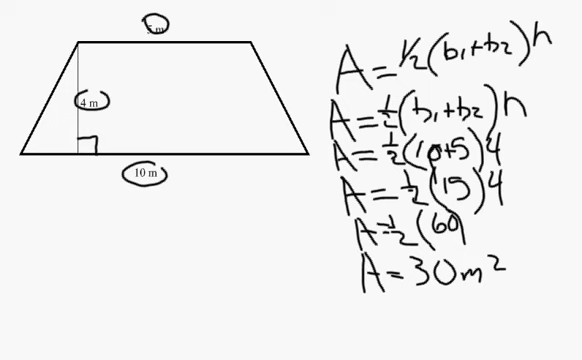 5 m
4 m
10 m
A = 1/2 (b1+b2) h
A = 1/2 (b1+b2) h
A = 1/2 (10+5) 4
A = 1/2 (15) 4
A = 1/2 (60)
A = 30 m²